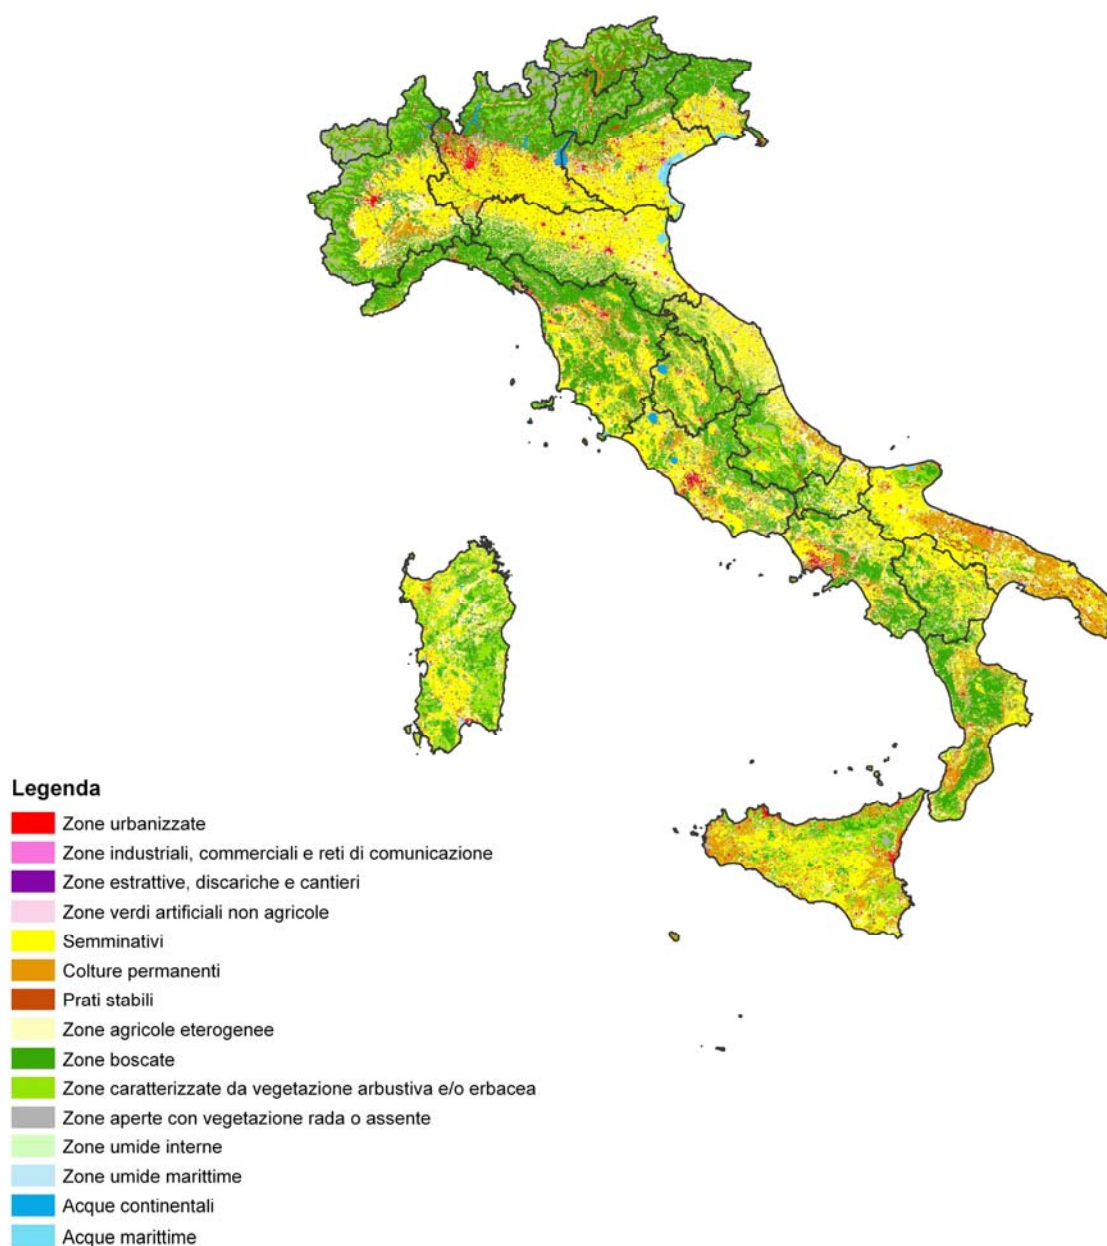 Legenda
Zone urbanizzate
Zone industriali, commerciali e reti di comunicazione
Zone estrattive, discariche e cantieri
Zone verdi artificiali non agricole
Semminativi
Colture permanenti
Prati stabili
Zone agricole eterogenee
Zone boscate
Zone caratterizzate da vegetazione arbustiva e/o erbacea
Zone aperte con vegetazione rada o assente
Zone umide interne
Zone umide marittime
Acque continentali
Acque marittime